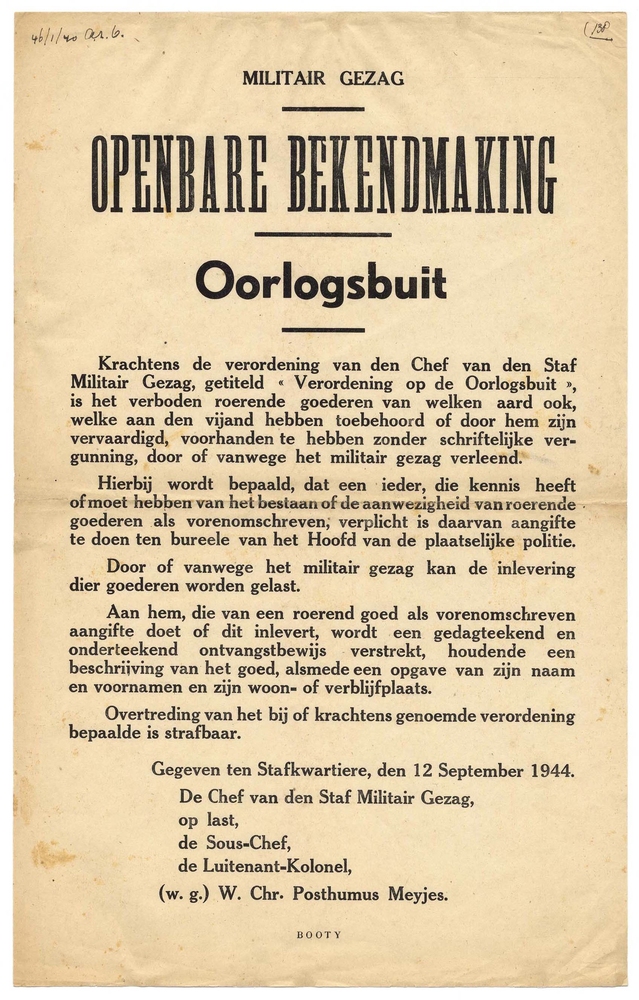 46/1/40 Or. 6.
(138
MILITAIR GEZAG
OPENBARE BEKENDMAKING
Oorlogsbuit
Krachtens de verordening van den Chef van den Staf
Militair Gezag, getiteld « Verordening op de Oorlogsbuit »,
is het verboden roerende goederen van welken aard ook,
welke aan den vijand hebben toebehoord of door hem zijn
vervaardigd, voorhanden te hebben zonder schriftelijke ver-
gunning, door of vanwege het militair gezag verleend.
Hierbij wordt bepaald, dat een ieder, die kennis heeft
of moet hebben van het bestaan of de aanwezigheid van roerende
goederen als vorenomschreven, verplicht is daarvan aangifte
te doen ten bureele van het Hoofd van de plaatselijke politie.
Door of vanwege het militair gezag kan de inlevering
dier goederen worden gelast.
Aan hem, die van een roerend goed als vorenomschreven
aangifte doet of dit inlevert, wordt een gedagteekend en
onderteekend ontvangstbewijs verstrekt, houdende een
beschrijving van het goed, alsmede een opgave van zijn naam
en voornamen en zijn woon- of verblijfplaats.
Overtreding van het bij of krachtens genoemde verordening
bepaalde is strafbaar.
Gegeven ten Stafkwartiere, den 12 September 1944.
De Chef van den Staf Militair Gezag,
op last,
de Sous-Chef,
de Luitenant-Kolonel,
(w. g.) W. Chr. Posthumus Meyjes.
BOOTY